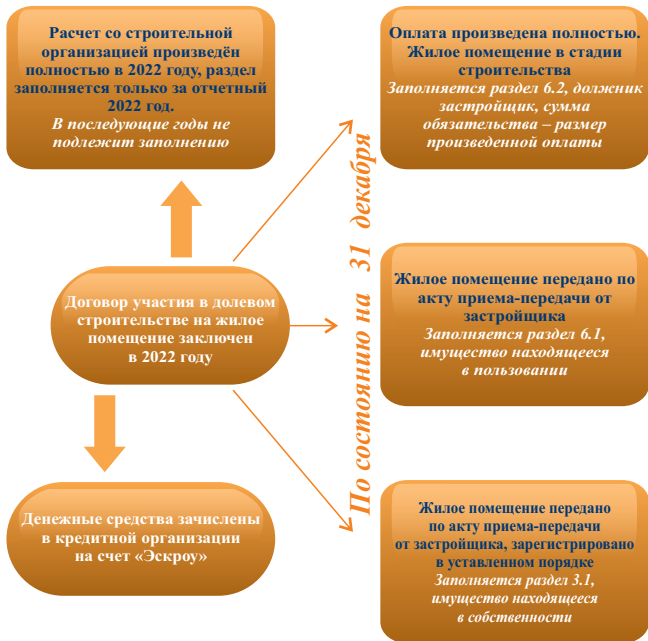 Расчет со строительной
организацией произведён
полностью в 2022 году, раздел
заполняется только за отчетный
2022 год.
В последующие годы не
подлежит заполнению
Оплата произведена полностью.
Жилое помещение в стадии
строительства
Заполняется раздел 6.2, должник
застройщик, сумма
обязательства – размер
произведенной оплаты
По состоянию на 31 декабря
Договор участия в долевом
строительстве на жилое
помещение заключен
в 2022 году
Жилое помещение передано по
акту приема-передачи от
застройщика
Заполняется раздел 6.1,
имущество находящееся
в пользовании
Денежные средства зачислены
в кредитной организации
на счет «Эскроу»
Жилое помещение передано
по акту приема-передачи
от застройщика, зарегистрировано
в уставленном порядке
Заполняется раздел 3.1,
имущество находящееся
в собственности